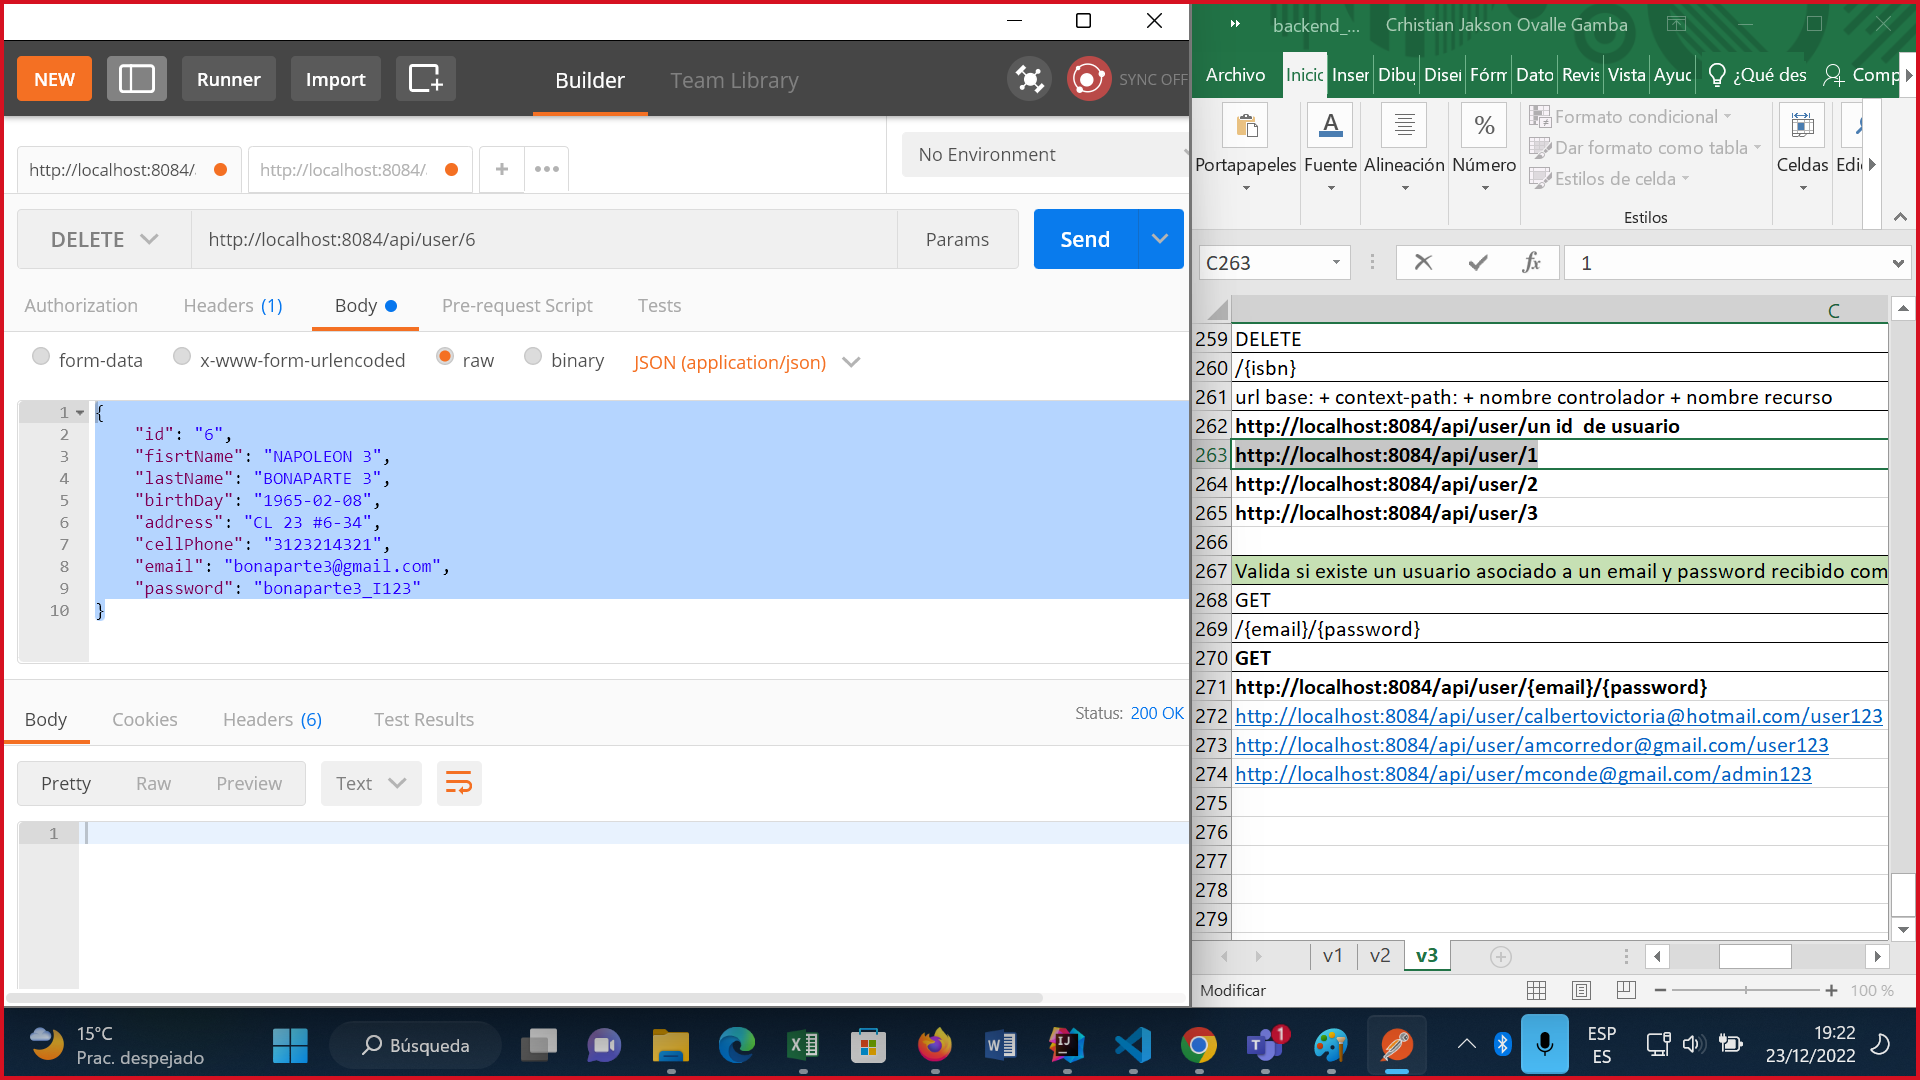 NEW
Runner
Import
Builder
Team Library
SYNC OFF
http://localhost:8084/
http://localhost:8084/
No Environment
DELETE
http://localhost:8084/api/user/6
Params
Send
Authorization
Headers (1)
Body
Pre-request Script
Tests
form-data
x-www-form-urlencoded
raw
binary
JSON (application/json)
1 {
2 "id": "6",
3 "fisrtName": "NAPOLEON 3",
4 "lastName": "BONAPARTE 3",
5 "birthDay": "1965-02-08",
6 "address": "CL 23 #6-34",
7 "cellPhone": "3123214321",
8 "email": "bonaparte3@gmail.com",
9 "password": "bonaparte3_I123"
10 }
Body
Cookies
Headers (6)
Test Results
Status: 200 OK
Pretty
Raw
Preview
Text
1
backend_...
Crhistian Jakson Ovalle Gamba
Archivo
Inicio
Inser
Dibu
Disei
Fórm
Dato
Revis
Vista
Ayuc
¿Qué des
Comp
Portapapeles
Fuente
Alineación
Número
Formato condicional
Dar formato como tabla
Estilos de celda
Estilos
Celdas
Edi
C263
fx
1
C
259 DELETE
260 /{isbn}
261 url base: + context-path: + nombre controlador + nombre recurso
262 http://localhost:8084/api/user/un id  de usuario
263 http://localhost:8084/api/user/1
264 http://localhost:8084/api/user/2
265 http://localhost:8084/api/user/3
266
267 Valida si existe un usuario asociado a un email y password recibido com
268 GET
269 /{email}/{password}
270 GET
271 http://localhost:8084/api/user/{email}/{password}
272 http://localhost:8084/api/user/calbertovictoria@hotmail.com/user123
273 http://localhost:8084/api/user/amcorredor@gmail.com/user123
274 http://localhost:8084/api/user/mconde@gmail.com/admin123
275
276
277
278
279
v1
v2
v3
Modificar
100 %
15°C
Prac. despejado
Búsqueda
1
ESP
ES
19:22
23/12/2022